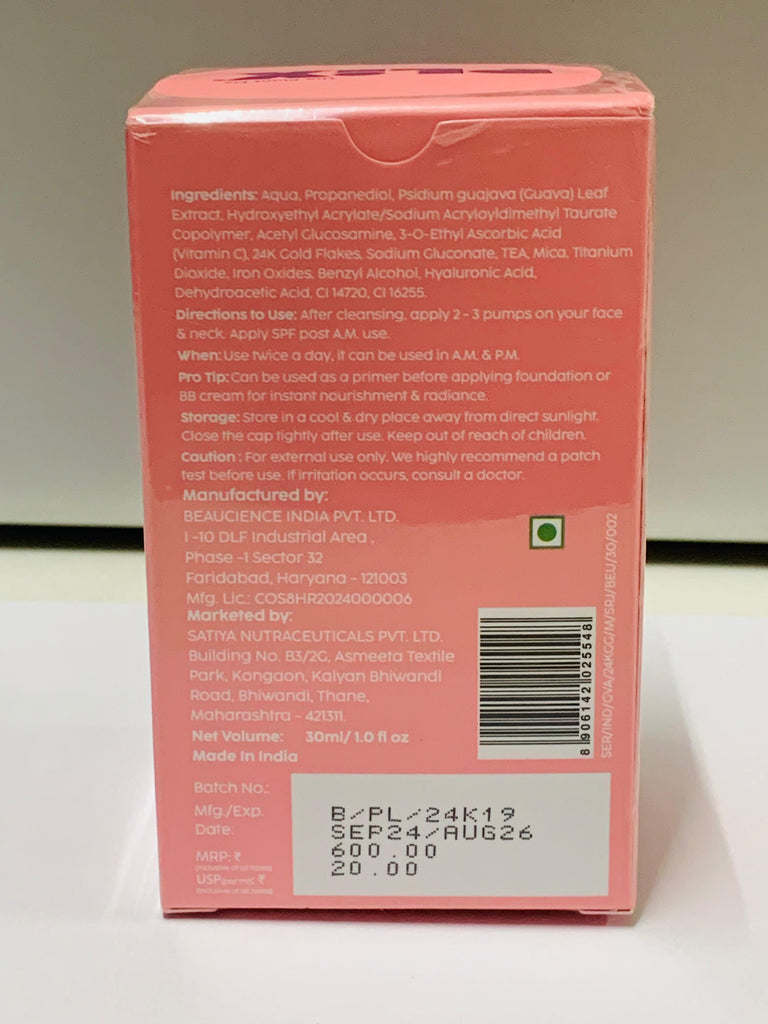 PLIX
Ingredients: Aqua, Propanediol, Psidium guajava (Guava) Leaf
Extract, Hydroxyethyl Acrylate/Sodium Acryloyldimethyl Taurate
Copolymer, Acetyl Glucosamine, 3-O-Ethyl Ascorbic Acid
(Vitamin C), 24K Gold Flakes, Sodium Gluconate, TEA, Mica, Titanium
Dioxide, Iron Oxides, Benzyl Alcohol, Hyaluronic Acid,
Dehydroacetic Acid, CI 14720, CI 16255.
Directions to Use: After cleansing, apply 2 - 3 pumps on your face
& neck. Apply SPF post A.M. use.
When: Use twice a day, it can be used in A.M. & P.M.
Pro Tip: Can be used as a primer before applying foundation or
BB cream for instant nourishment & radiance.
Storage: Store in a cool & dry place away from direct sunlight.
Close the cap tightly after use. Keep out of reach of children.
Caution : For external use only. We highly recommend a patch
test before use. if irritation occurs, consult a doctor.
Manufactured by:
BEAUCIENCE INDIA PVT. LTD.
I -10 DLF Industrial Area ,
Phase -1 Sector 32
Faridabad, Haryana - 121003
Mfg. Lic.: COS8HR2024000006
Marketed by:
SATIYA NUTRACEUTICALS PVT. LTD.
Building No. B3/2G, Asmeeta Textile
Park, Kongaon, Kalyan Bhiwandi
Road, Bhiwandi, Thane,
Maharashtra - 421311.
Net Volume: 30ml/ 1.0 fl oz
Made In India
8 906142 025548
SER/IND/GVA/24KCG/M/SRJ/BEU/30/002
Batch No.:
Mfg./Exp.
Date:
MRP: ₹
(inclusive of all taxes)
USP(perml): ₹
(inclusive of all taxes)
B/PL/24K19
SEP24/AUG26
600.00
20.00